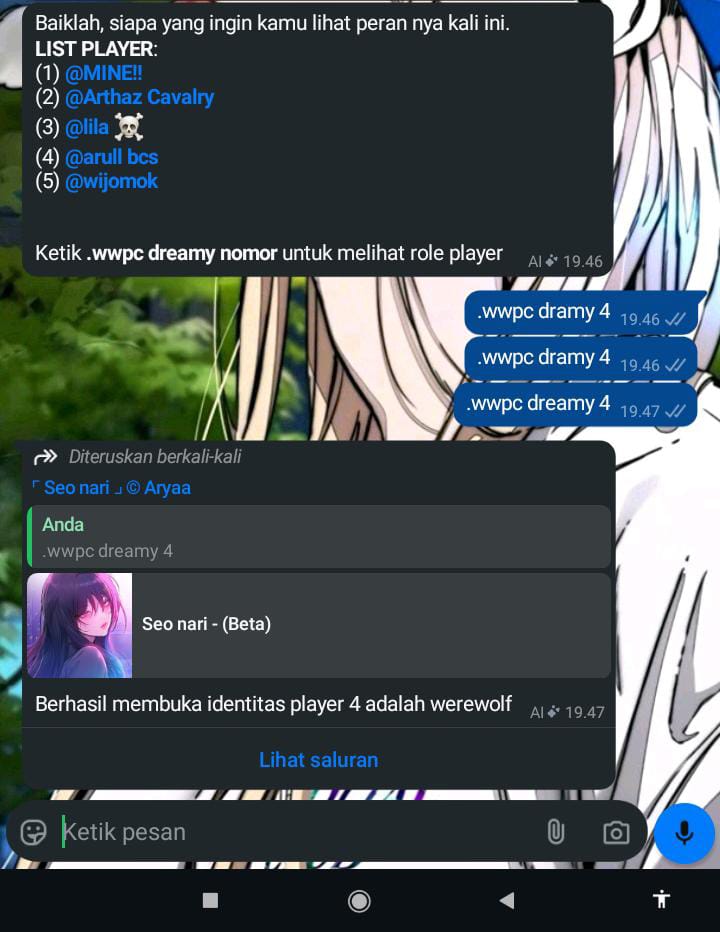 Baiklah, siapa yang ingin kamu lihat peran nya kali ini.
LIST PLAYER:
(1) @MINE!!
(2) @Arthaz Cavalry
(3) @lila ☠️
(4) @arull bcs
(5) @wijomok
Ketik .wwpc dreamy nomor untuk melihat role player
AI 19.46
.wwpc dramy 4 19.46
.wwpc dramy 4 19.46
.wwpc dreamy 4 19.47
Diteruskan berkali-kali
「 Seo nari 」 © Aryaa
Anda
.wwpc dreamy 4
Seo nari - (Beta)
Berhasil membuka identitas player 4 adalah werewolf
AI 19.47
Lihat saluran
Ketik pesan